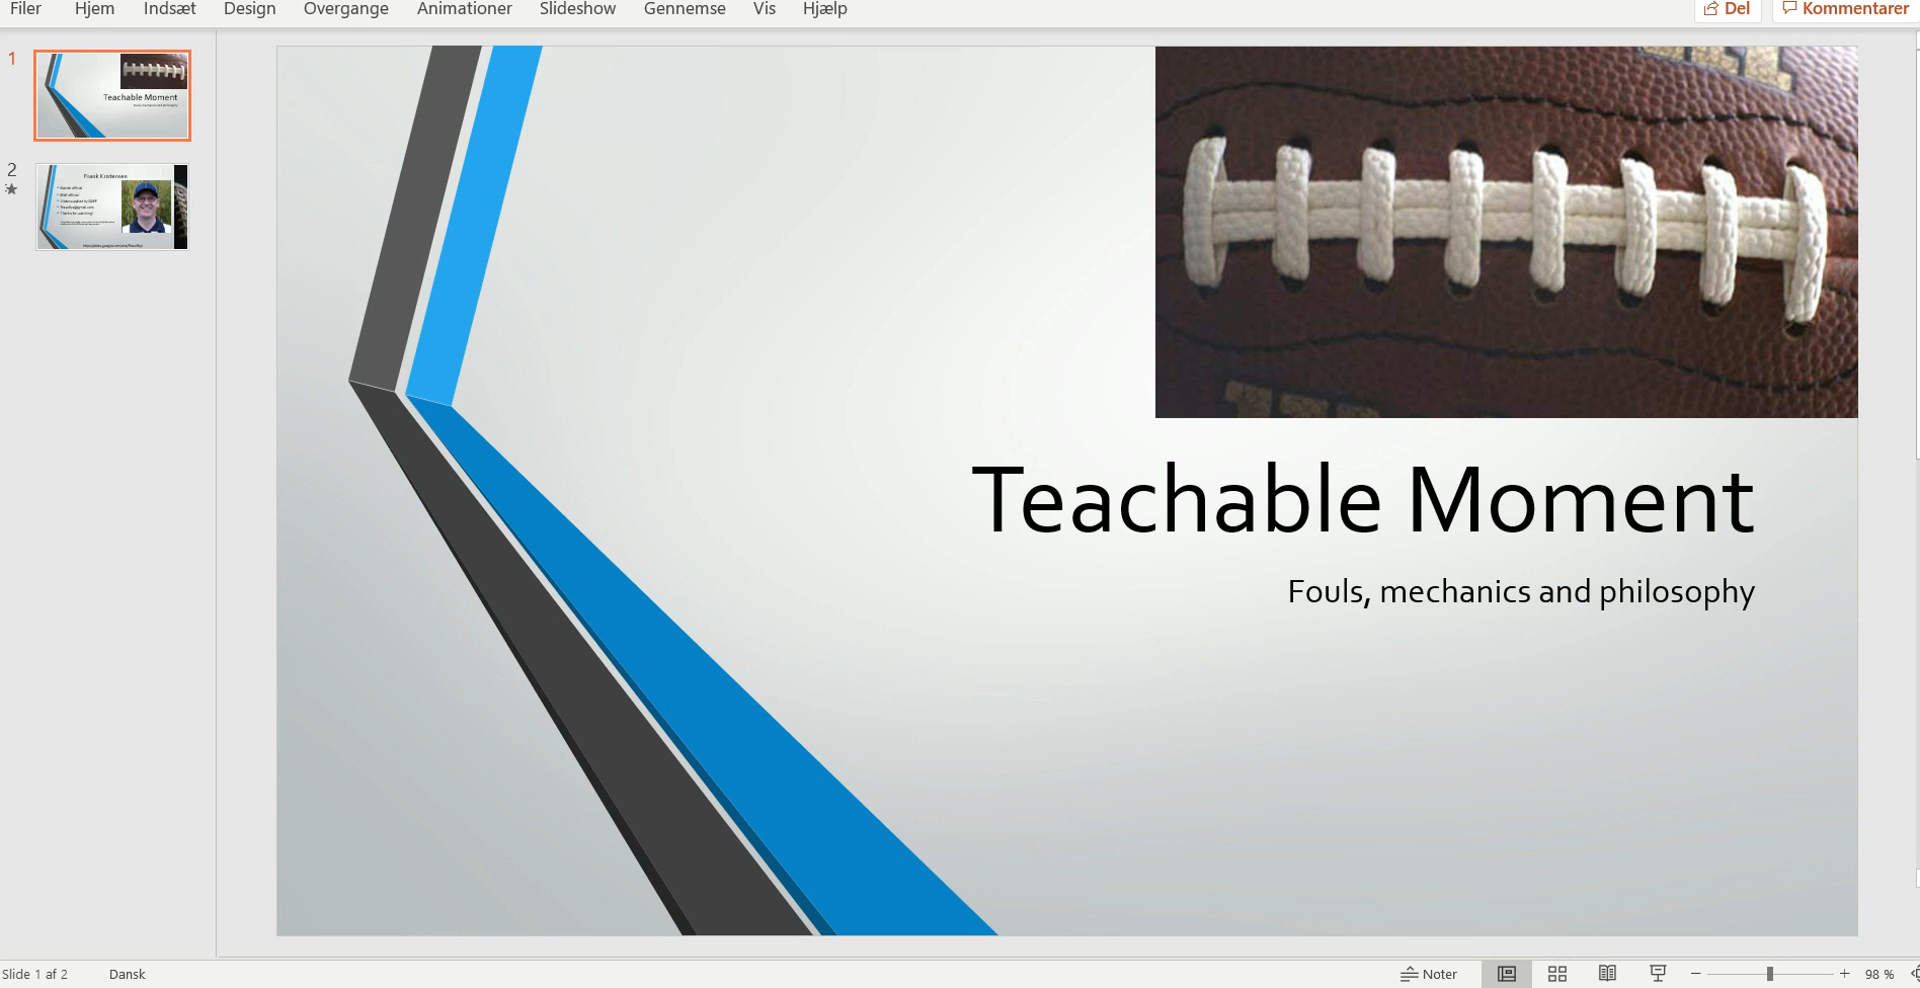 Filer Hjem Indsæt Design Overgange Animationer Slideshow Gennemse Vis Hjælp Del Kommentarer
1
Teachable Moment
2
Frank Kristensen
Teachable Moment
Fouls, mechanics and philosophy
Slide 1 af 2 Dansk Noter 98 %